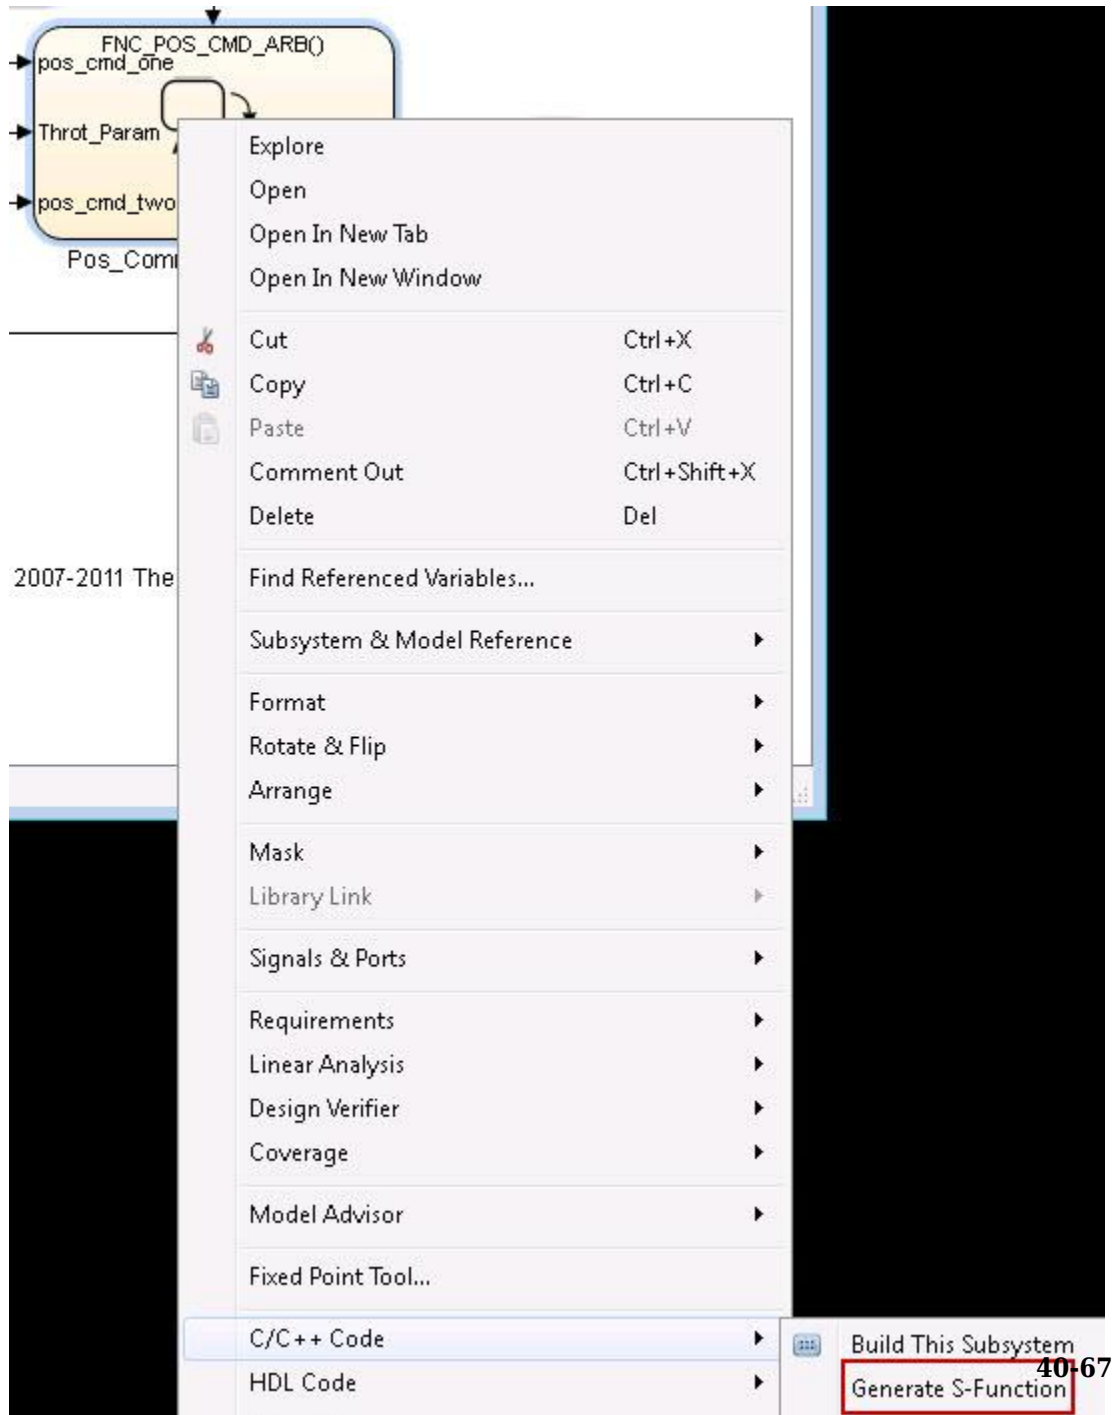 FNC_POS_CMD_ARB()
pos_cmd_one
Throt_Param
pos_cmd_two
Pos_Com
Explore
Open
Open In New Tab
Open In New Window
Cut Ctrl+X
Copy Ctrl+C
Paste Ctrl+V
Comment Out Ctrl+Shift+X
Delete Del
2007-2011 The
Find Referenced Variables...
Subsystem & Model Reference
Format
Rotate & Flip
Arrange
Mask
Library Link
Signals & Ports
Requirements
Linear Analysis
Design Verifier
Coverage
Model Advisor
Fixed Point Tool...
C/C++ Code
Build This Subsystem
40-67
HDL Code
Generate S-Function